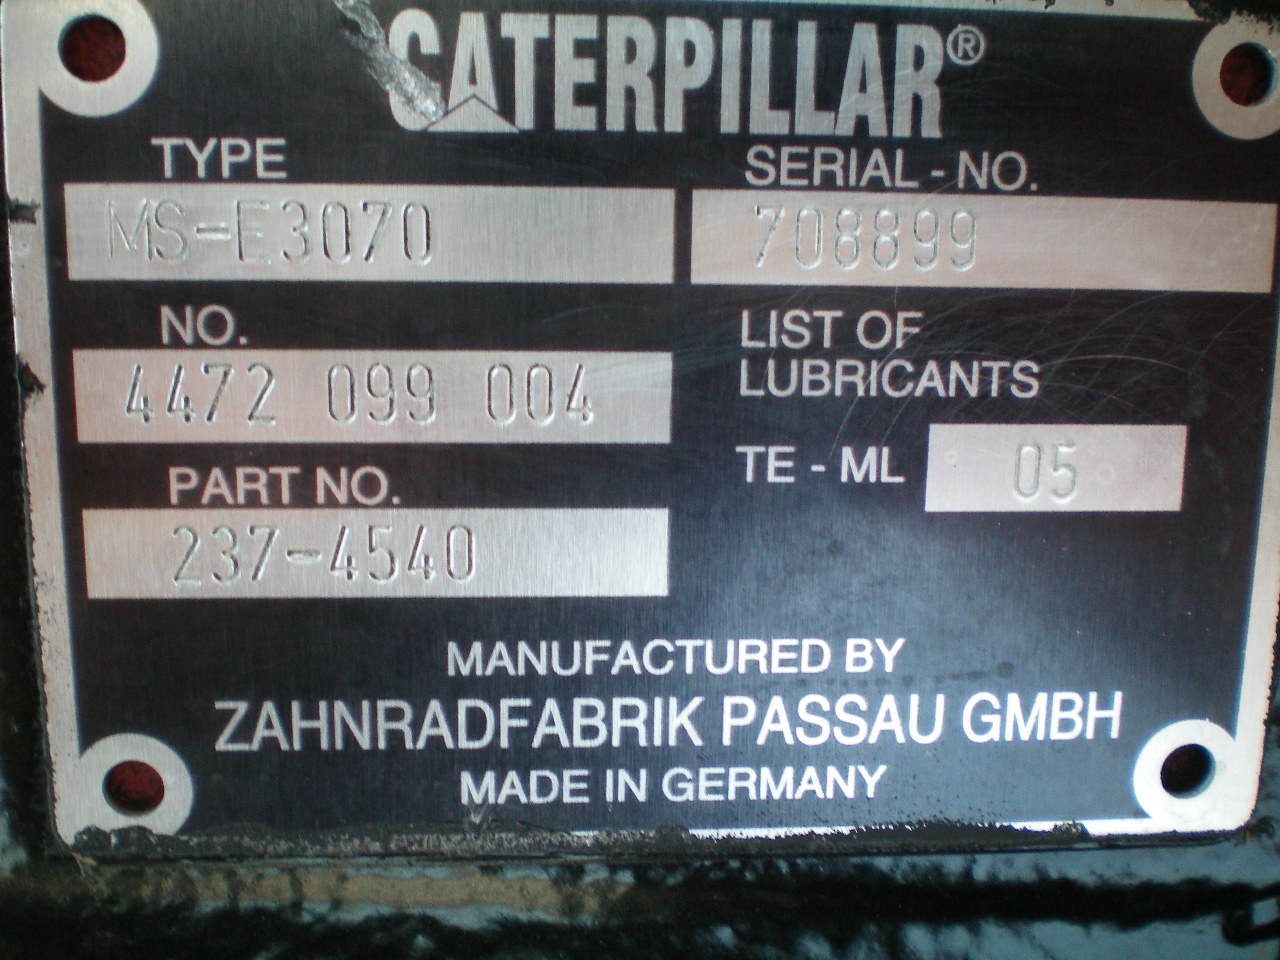 CATERPILLAR®
TYPE
MS-E3070
SERIAL - NO.
708899
NO.
4472 099 004
LIST OF
LUBRICANTS
TE - ML 05
PART NO.
237-4540
MANUFACTURED BY
ZAHNRADFABRIK PASSAU GMBH
MADE IN GERMANY